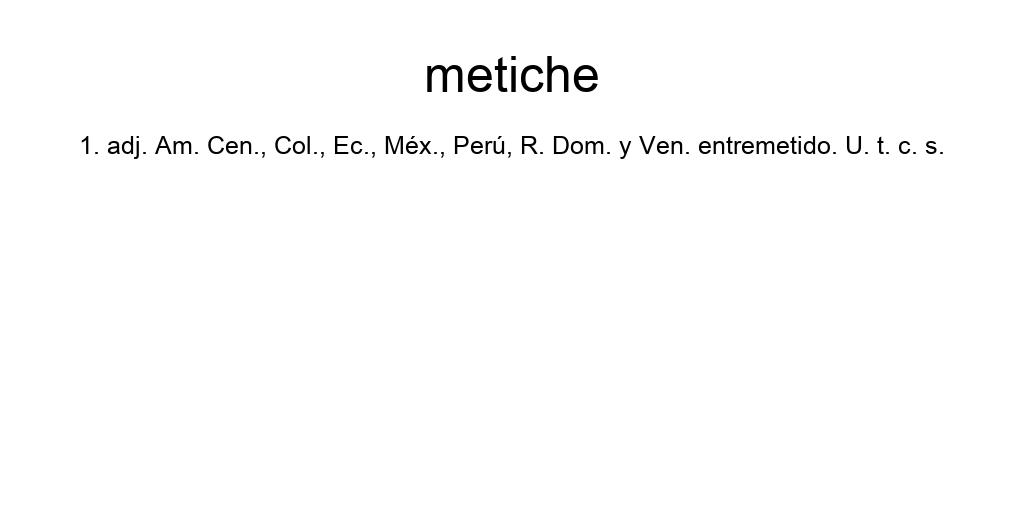 metiche
1. adj. Am. Cen., Col., Ec., Méx., Perú, R. Dom. y Ven. entremetido. U. t. c. s.